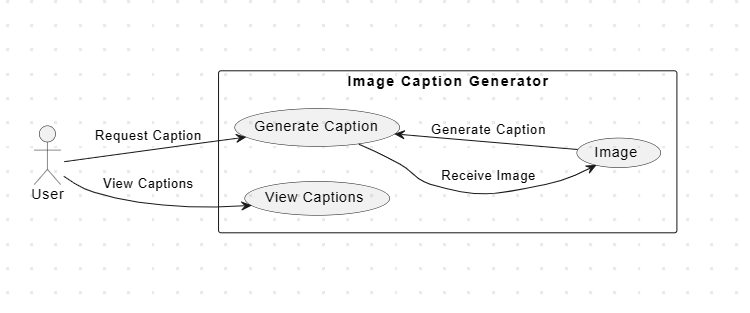 Image Caption Generator
Request Caption
Generate Caption
Generate Caption
Image
Receive Image
View Captions
User
View Captions